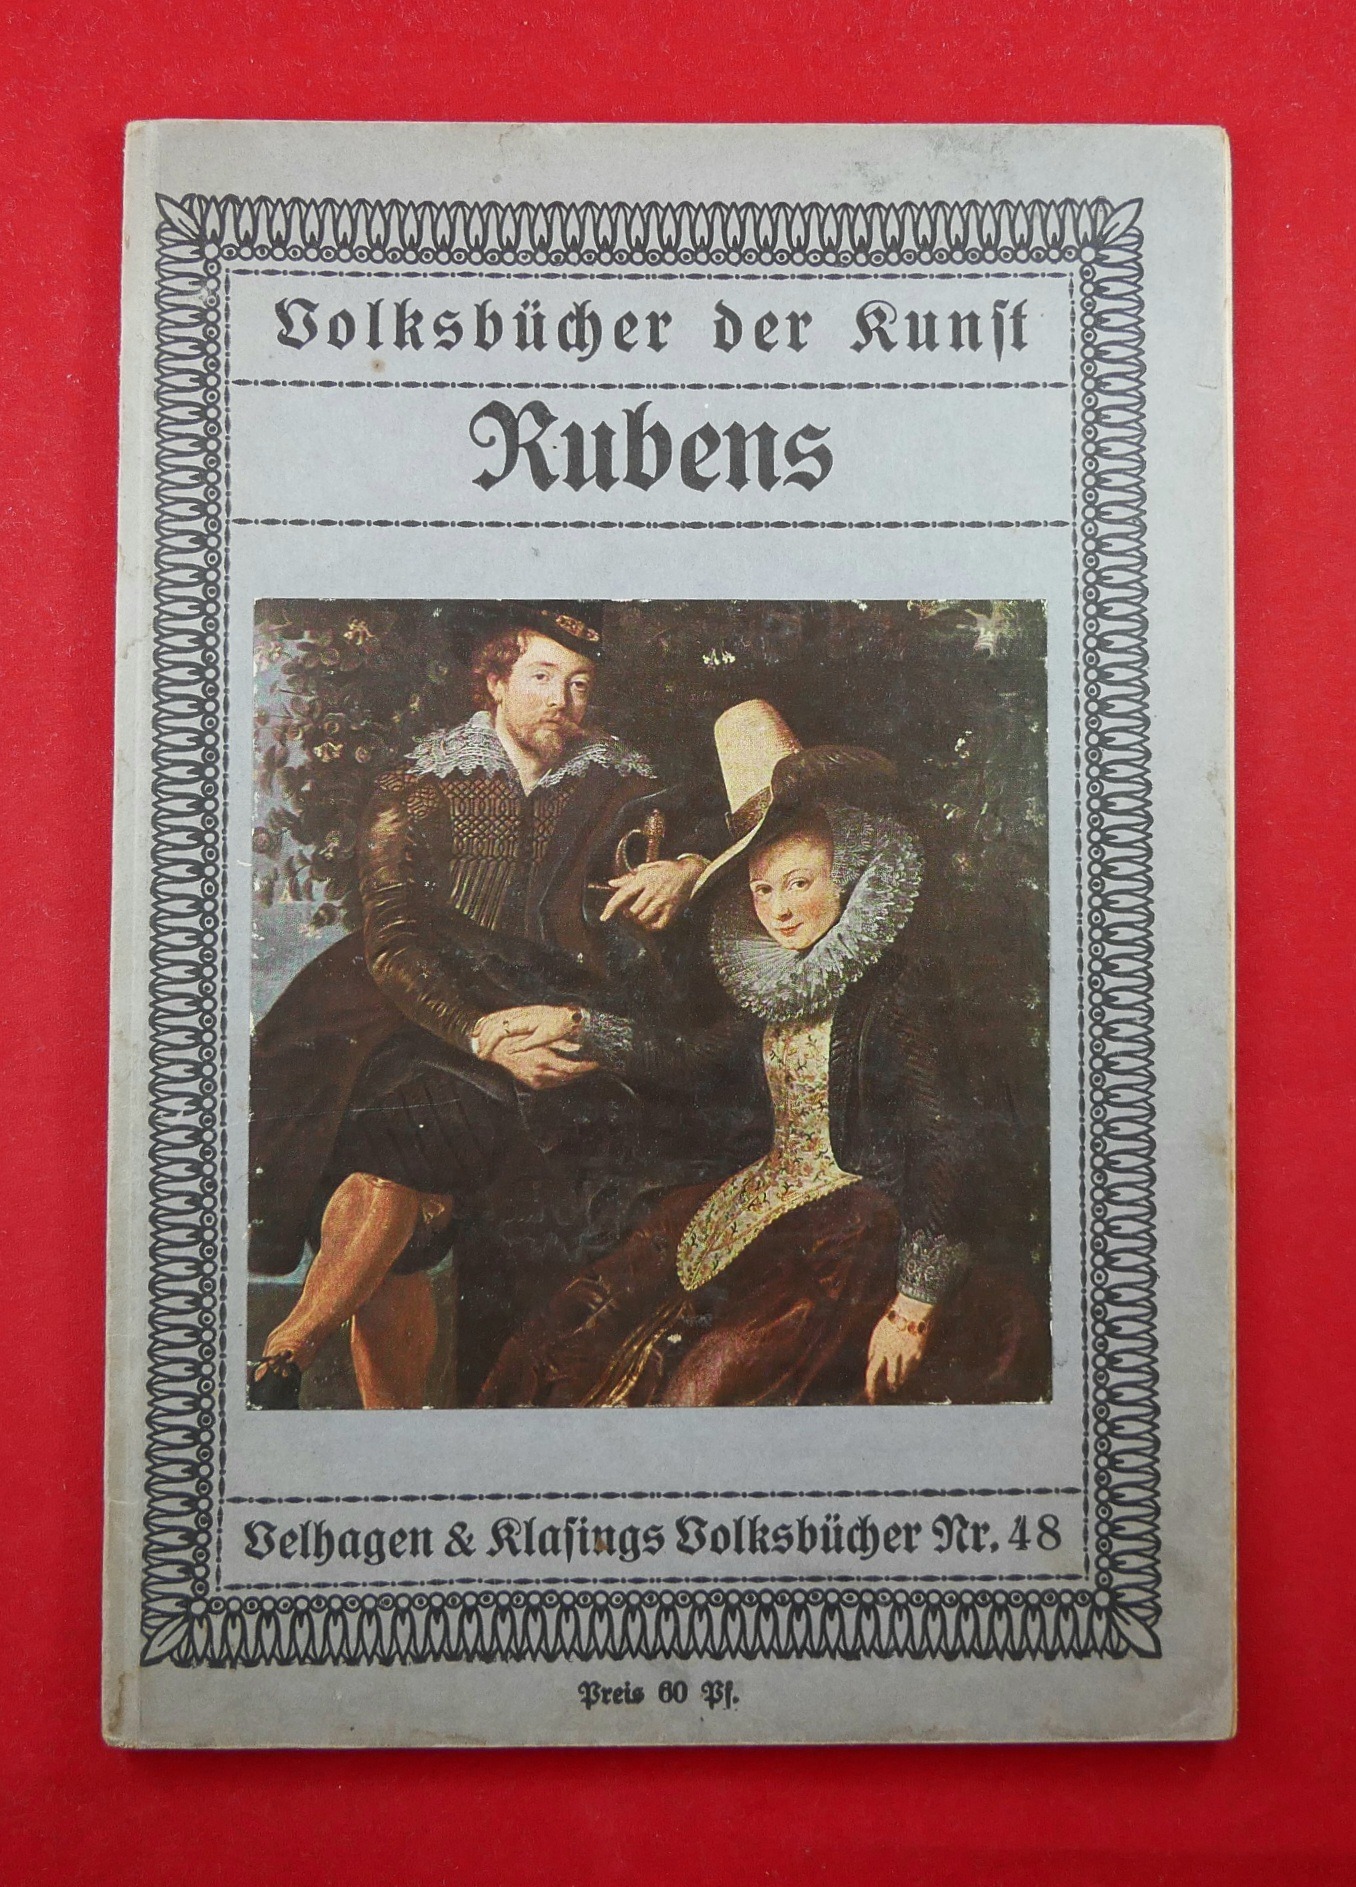 Volksbücher der Kunſt
Rubens
Velhagen & Klaſings Volksbücher Nr. 48
Preis 60 Pf.